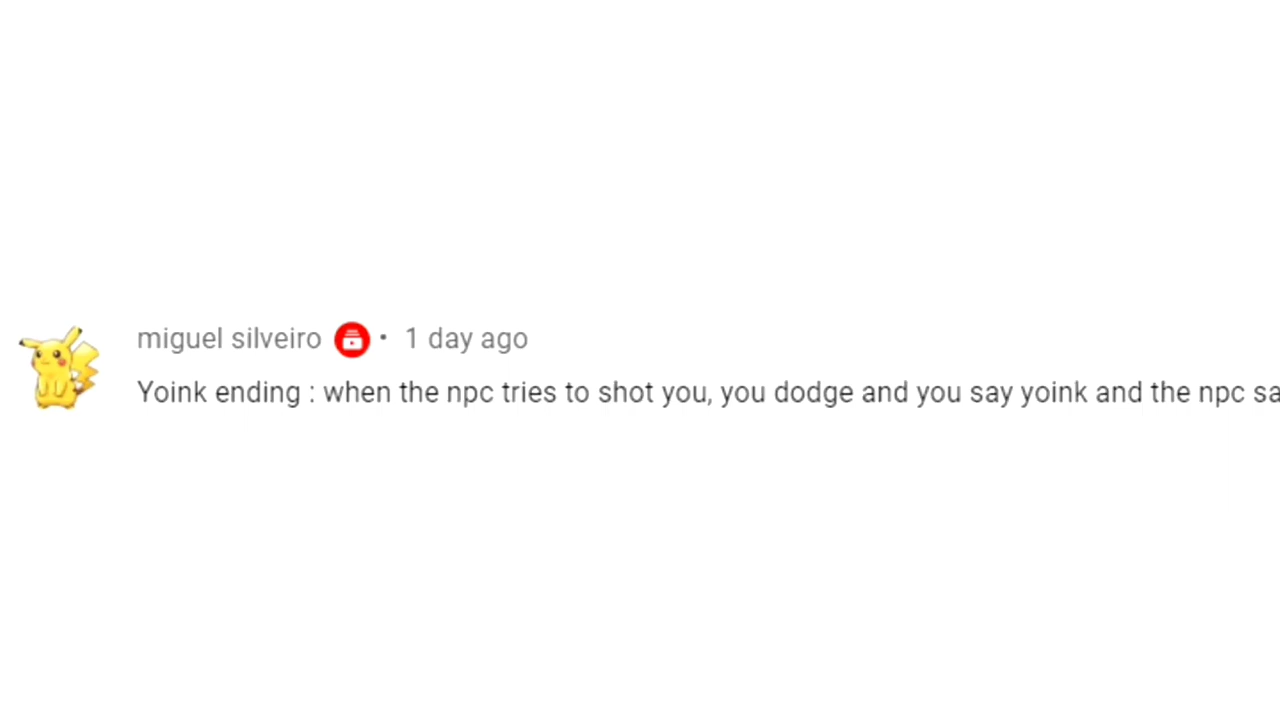 miguel silveiro • 1 day ago
Yoink ending : when the npc tries to shot you, you dodge and you say yoink and the npc sa